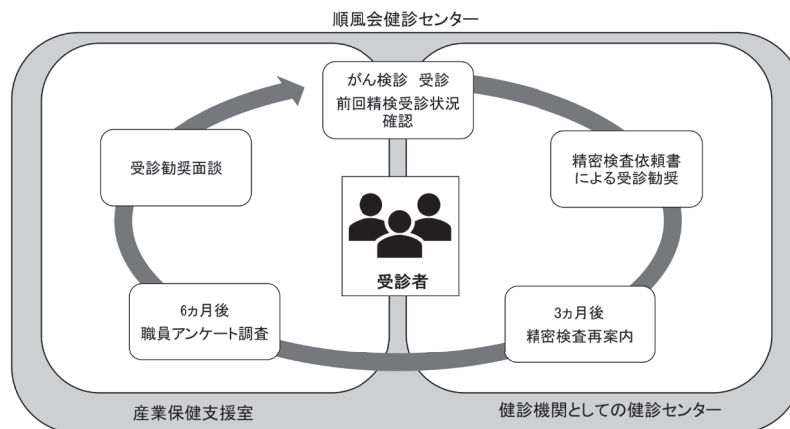 順風会健診センター
がん検診 受診
前回精検受診状況
確認
受診勧奨面談
精密検査依頼書
による受診勧奨
受診者
6ヵ月後
職員アンケート調査
3ヵ月後
精密検査再案内
産業保健支援室
健診機関としての健診センター